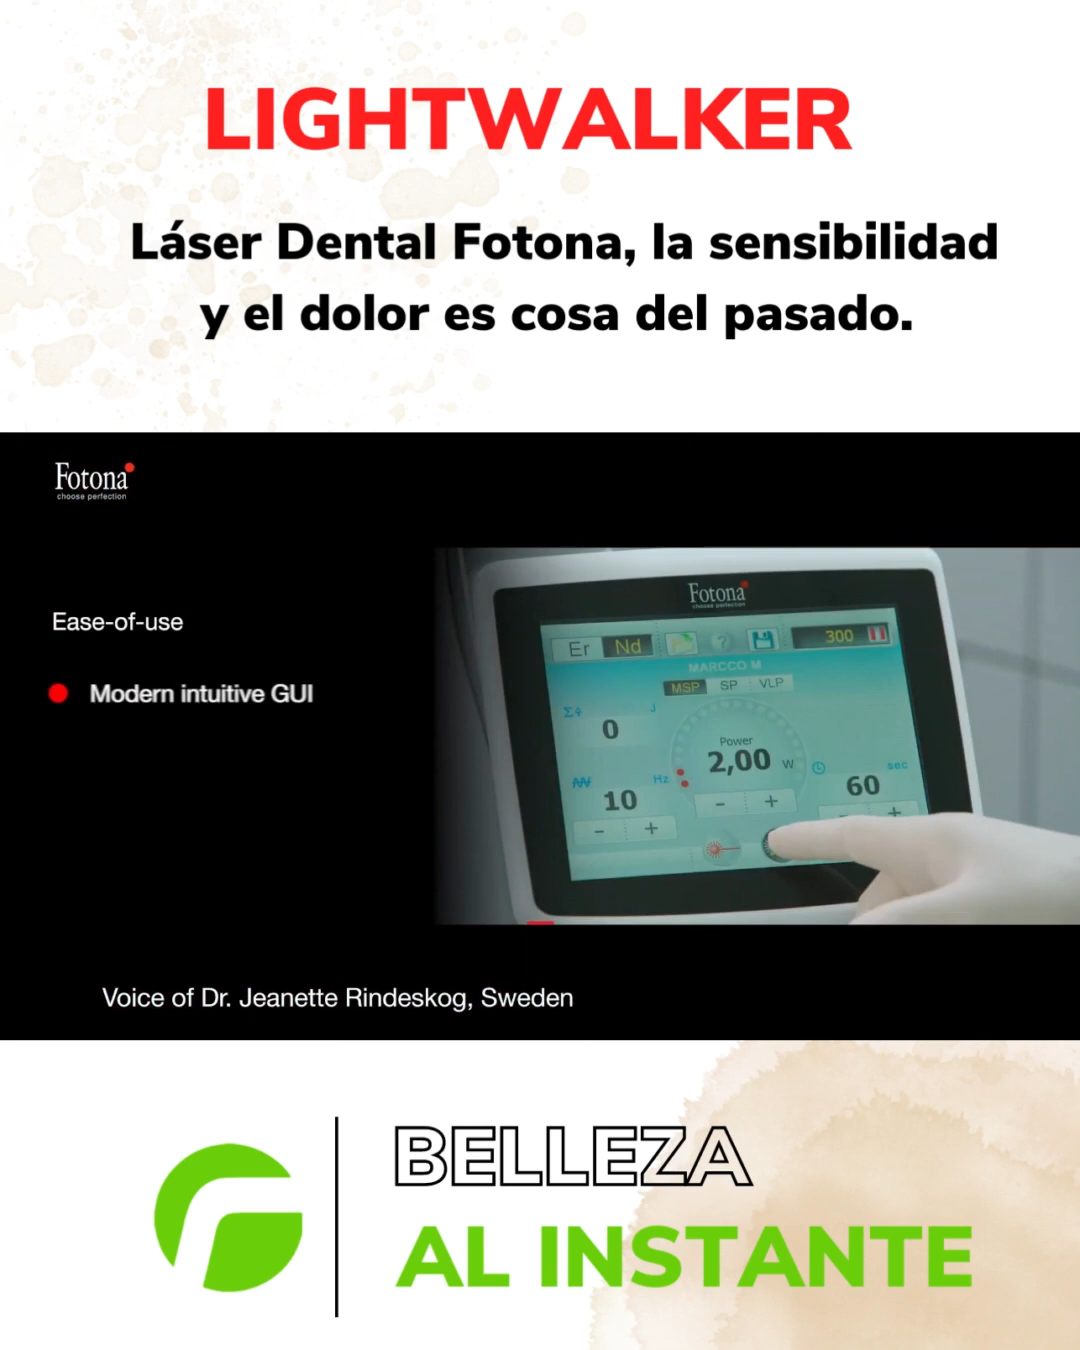 LIGHTWALKER
Láser Dental Fotona, la sensibilidad
y el dolor es cosa del pasado.
Fotona
choose perfection
Ease-of-use
Modern intuitive GUI
Fotona
choose perfection
Er Nd ? 300
MARCCO M
MSP SP VLP
J
0
Power
2,00 W
Hz
10
sec
60
- +
- +
- +
Voice of Dr. Jeanette Rindeskog, Sweden
BELLEZA
AL INSTANTE